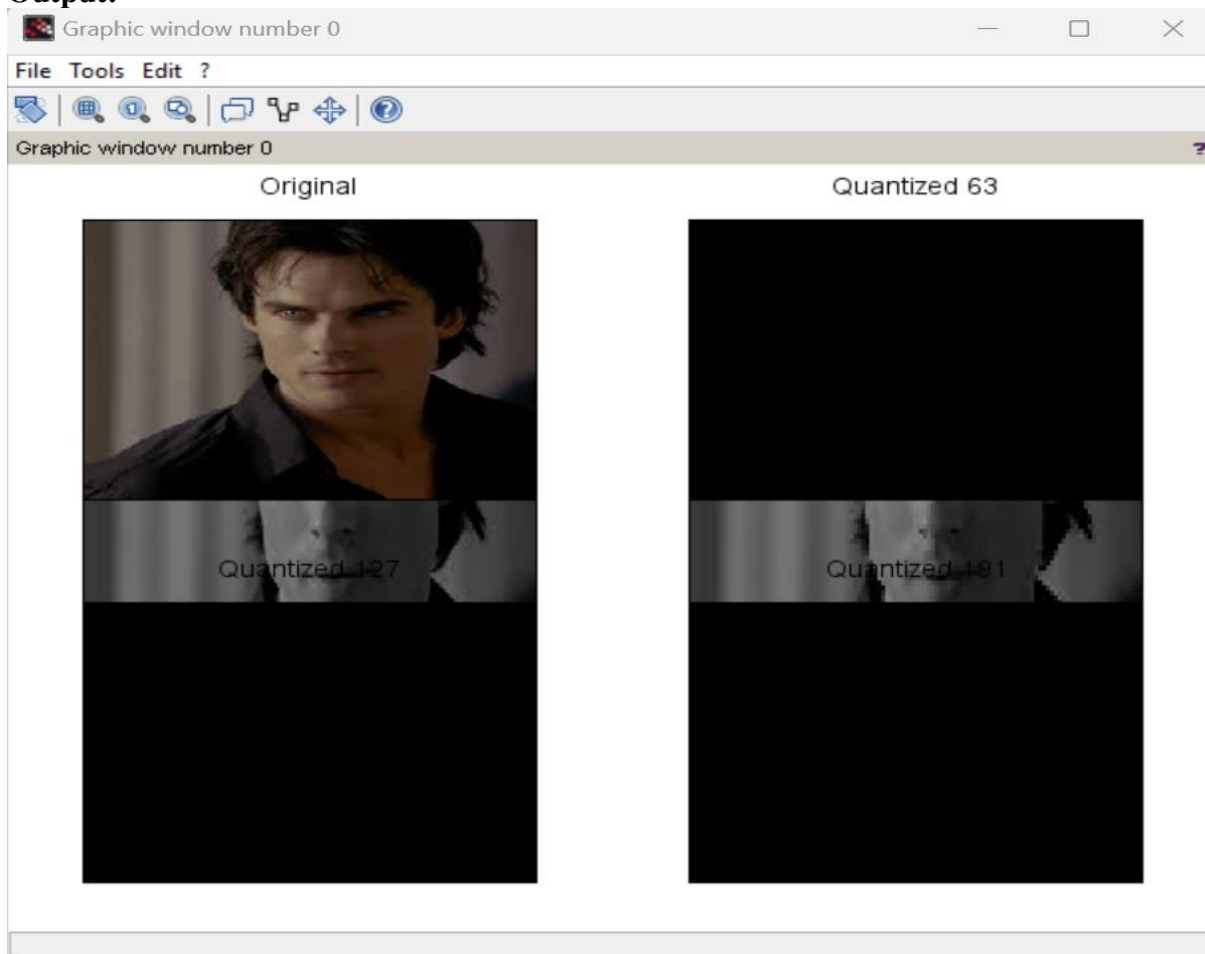 Output:
Graphic window number 0
File Tools Edit ?
Graphic window number 0 ?
Original Quantized 63
Quantized 127 Quantized 191